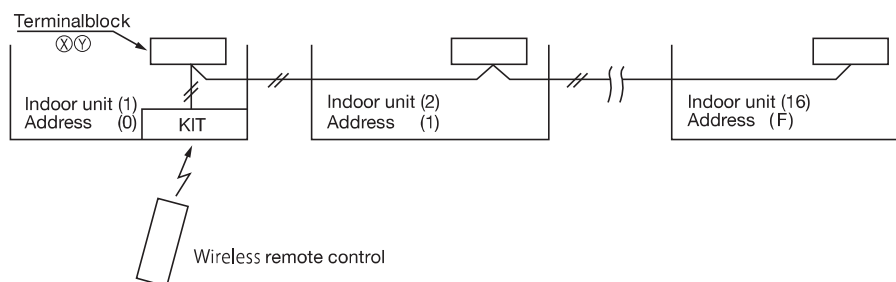 Terminalblock
ⓧⓨ
Indoor unit (1)
Address (0)
KIT
Indoor unit (2)
Address (1)
Indoor unit (16)
Address (F)
Wireless remote control